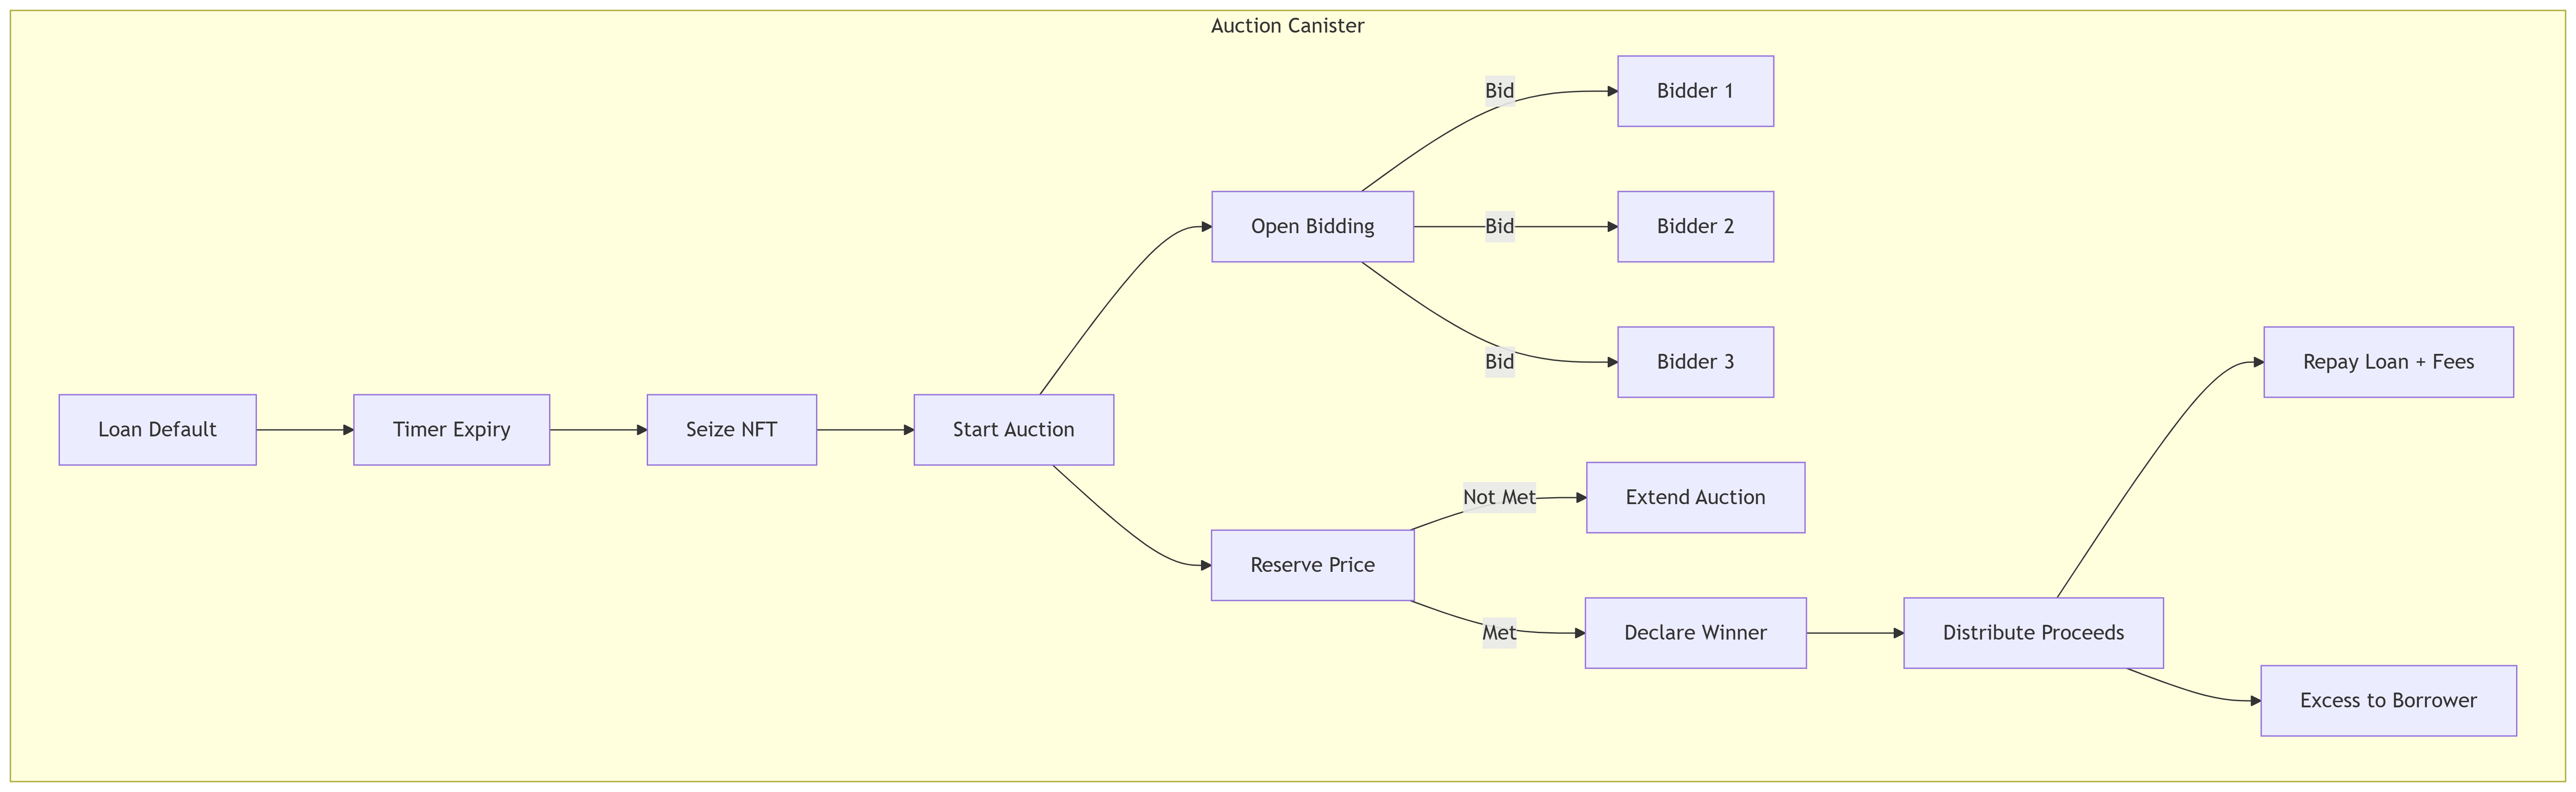 Auction Canister
Loan Default
Timer Expiry
Seize NFT
Start Auction
Open Bidding
Bid
Bidder 1
Bid
Bidder 2
Bid
Bidder 3
Reserve Price
Not Met
Extend Auction
Met
Declare Winner
Distribute Proceeds
Repay Loan + Fees
Excess to Borrower